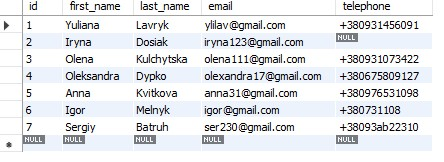 id first_name last_name email telephone
1 Yuliana Lavryk ylilav@gmail.com +380931456091
2 Iryna Dosiak iryna123@gmail.com NULL
3 Olena Kulchytska olena111@gmail.com +380931073422
4 Oleksandra Dypko olexandra17@gmail.com +380675809127
5 Anna Kvitkova anna31@gmail.com +380976531098
6 Igor Melnyk igor@gmail.com +380731108
7 Sergiy Batruh ser230@gmail.com +38093ab22310
NULL NULL NULL NULL NULL